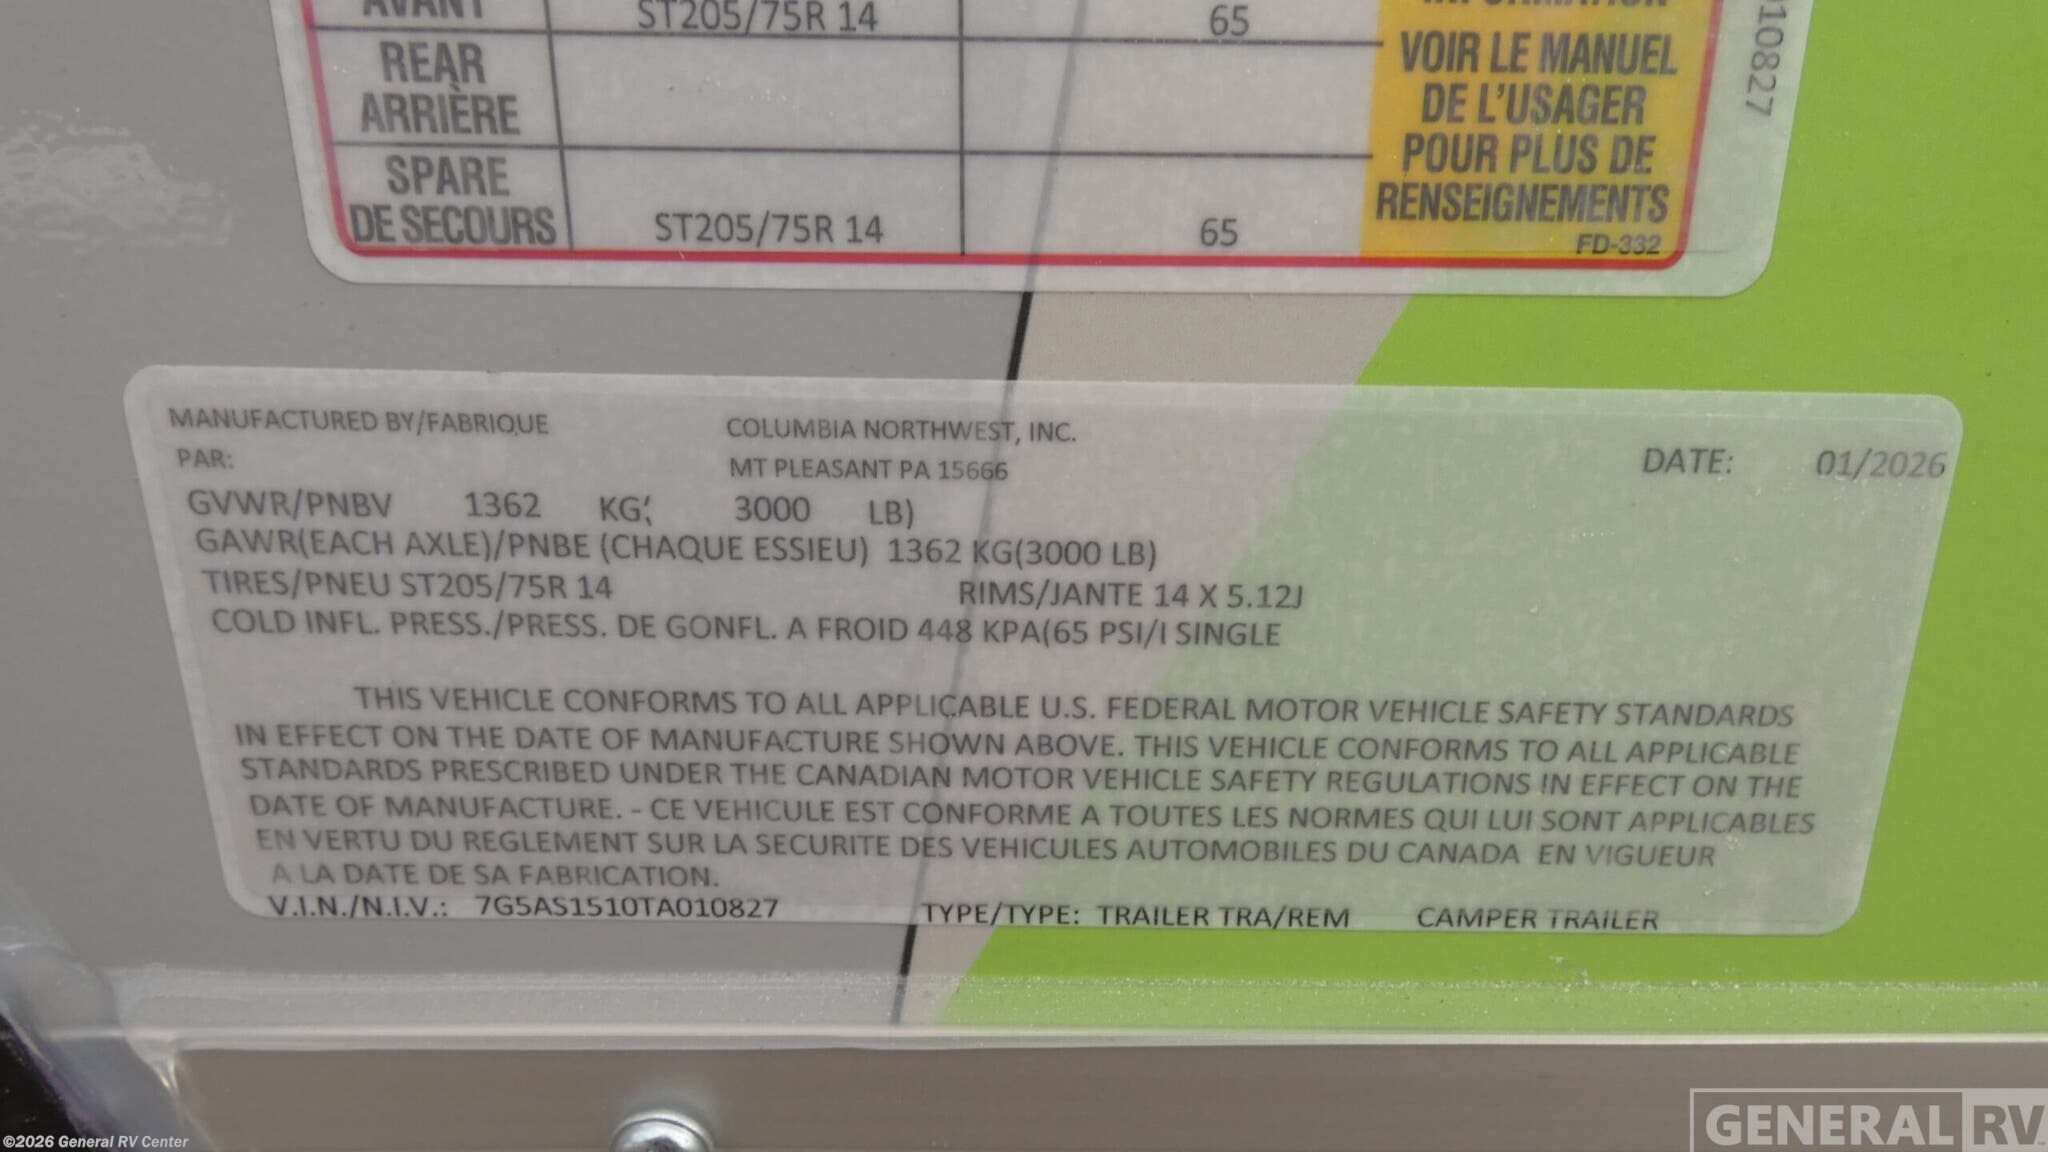 AVANT ST205/75R 14 65
INFORMATION
REAR
ARRIÈRE
VOIR LE MANUEL
DE L'USAGER
POUR PLUS DE
RENSEIGNEMENTS
FD-332
SPARE
DE SECOURS ST205/75R 14 65
010827
MANUFACTURED BY/FABRIQUE COLUMBIA NORTHWEST, INC.
PAR: MT PLEASANT PA 15666 DATE: 01/2026
GVWR/PNBV 1362 KG( 3000 LB)
GAWR(EACH AXLE)/PNBE (CHAQUE ESSIEU) 1362 KG(3000 LB)
TIRES/PNEU ST205/75R 14 RIMS/JANTE 14 X 5.12J
COLD INFL. PRESS./PRESS. DE GONFL. A FROID 448 KPA(65 PSI/l SINGLE
THIS VEHICLE CONFORMS TO ALL APPLICABLE U.S. FEDERAL MOTOR VEHICLE SAFETY STANDARDS
IN EFFECT ON THE DATE OF MANUFACTURE SHOWN ABOVE. THIS VEHICLE CONFORMS TO ALL APPLICABLE
STANDARDS PRESCRIBED UNDER THE CANADIAN MOTOR VEHICLE SAFETY REGULATIONS IN EFFECT ON THE
DATE OF MANUFACTURE. - CE VEHICULE EST CONFORME A TOUTES LES NORMES QUI LUI SONT APPLICABLES
EN VERTU DU REGLEMENT SUR LA SECURITE DES VEHICULES AUTOMOBILES DU CANADA EN VIGUEUR
A LA DATE DE SA FABRICATION.
V.I.N./N.I.V.: 7G5AS1510TA010827 TYPE/TYPE: TRAILER TRA/REM CAMPER TRAILER
©2026 General RV Center
GENERAL RV